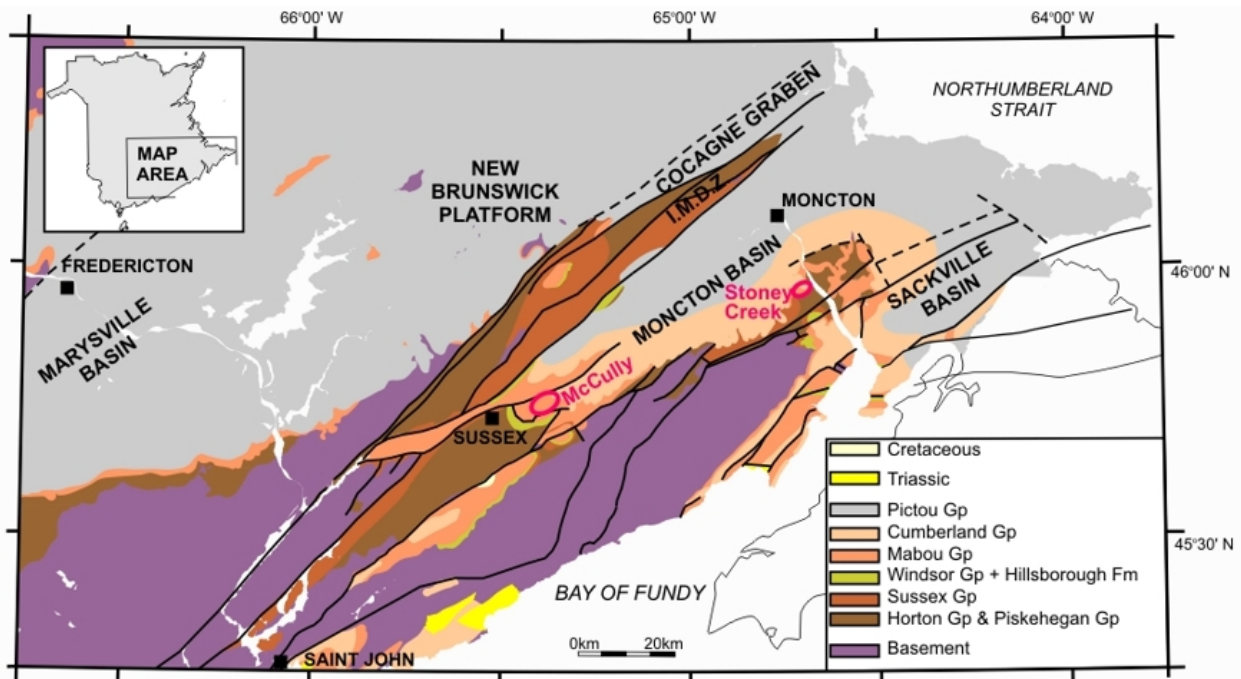 66°00' W
65°00' W
64°00' W
NORTHUMBERLAND
STRAIT
COCAGNE GRABEN
MAP
AREA
NEW
BRUNSWICK
PLATFORM
I.M.D.Z.
MONCTON
FREDERICTON
46°00' N
MONCTON BASIN
SACKVILLE
BASIN
Stoney
Creek
MARYSVILLE
BASIN
McCully
SUSSEX
Cretaceous
Triassic
Pictou Gp
Cumberland Gp
Mabou Gp
Windsor Gp + Hillsborough Fm
Sussex Gp
Horton Gp & Piskehegan Gp
Basement
45°30' N
BAY OF FUNDY
0km
20km
SAINT JOHN